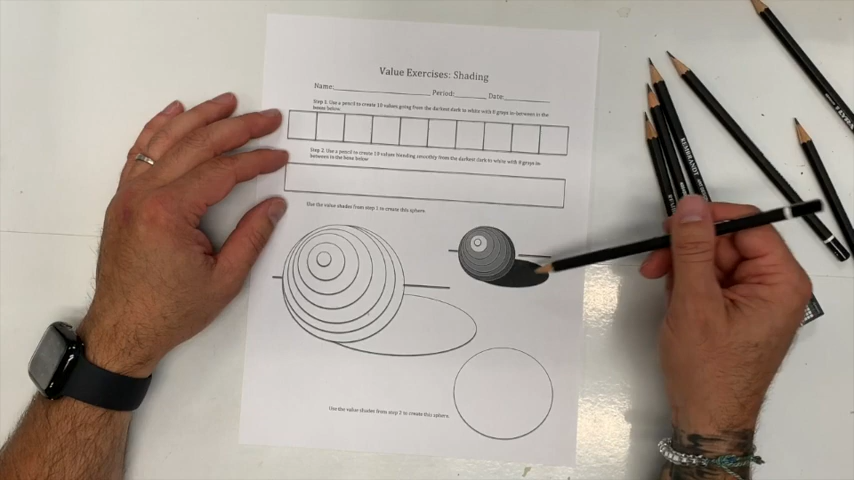 Value Exercises: Shading
Name: Period: Date:
Step 1. Use a pencil to create 10 values going from the darkest dark to white with 8 grays in-between in the
boxes below.
Step 2. Use a pencil to create 10 values blending smoothly from the darkest dark to white with 8 grays in-
between in the boxes below
Use the value shades from step 1 to create this sphere.
Use the value shades from step 2 to create this sphere.
REMBRANDT